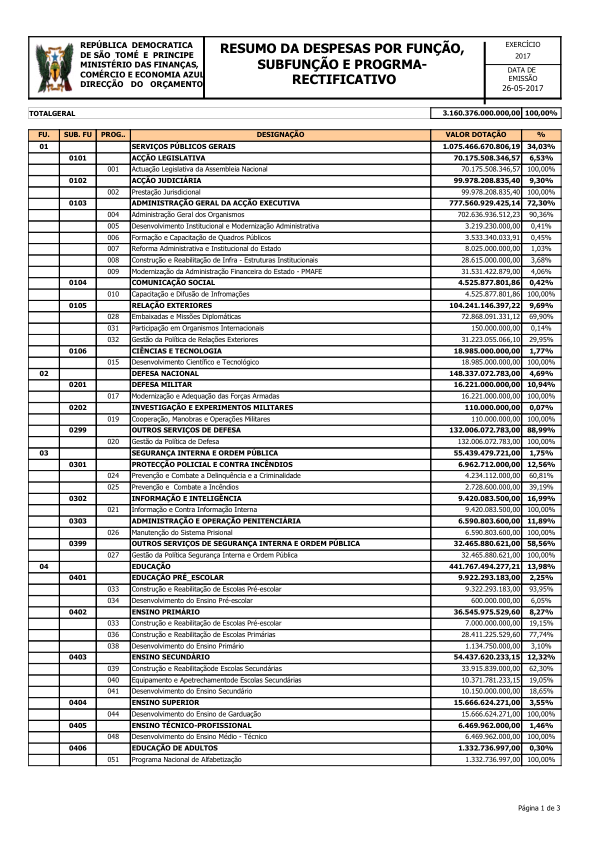 REPÚBLICA DEMOCRATICA
DE SÃO TOMÉ E PRINCIPE
MINISTÉRIO DAS FINANÇAS,
COMÉRCIO E ECONOMIA AZUL
DIRECÇÃO DO ORÇAMENTO
RESUMO DA DESPESAS POR FUNÇÃO,
SUBFUNÇÃO E PROGRMA-
RECTIFICATIVO
EXERCÍCIO
2017
DATA DE
EMISSÃO
26-05-2017
TOTALGERAL 3.160.376.000.000,00 100,00%
FU. SUB. FU PROG.. DESIGNAÇÃO VALOR DOTAÇÃO %
01 SERVIÇOS PÚBLICOS GERAIS 1.075.466.670.806,19 34,03%
0101 ACÇÃO LEGISLATIVA 70.175.508.346,57 6,53%
001 Actuação Legislativa da Assembleia Nacional 70.175.508.346,57 100,00%
0102 ACÇÃO JUDICIÁRIA 99.978.208.835,40 9,30%
002 Prestação Jurisdicional 99.978.208.835,40 100,00%
0103 ADMINISTRAÇÃO GERAL DA ACÇÃO EXECUTIVA 777.560.929.425,14 72,30%
004 Administração Geral dos Organismos 702.636.936.512,23 90,36%
005 Desenvolvimento Institucional e Modernização Administrativa 3.219.230.000,00 0,41%
006 Formação e Capacitação de Quadros Públicos 3.533.340.033,91 0,45%
007 Reforma Administrativa e Institucional do Estado 8.025.000.000,00 1,03%
008 Construção e Reabilitação de Infra - Estruturas Institucionais 28.615.000.000,00 3,68%
009 Modernização da Administração Financeira do Estado - PMAFE 31.531.422.879,00 4,06%
0104 COMUNICAÇÃO SOCIAL 4.525.877.801,86 0,42%
010 Capacitação e Difusão de Infromações 4.525.877.801,86 100,00%
0105 RELAÇÃO EXTERIORES 104.241.146.397,22 9,69%
028 Embaixadas e Missões Diplomáticas 72.868.091.331,12 69,90%
031 Participação em Organismos Internacionais 150.000.000,00 0,14%
032 Gestão da Política de Relações Exteriores 31.223.055.066,10 29,95%
0106 CIÊNCIAS E TECNOLOGIA 18.985.000.000,00 1,77%
015 Desenvolvimento Científico e Tecnológico 18.985.000.000,00 100,00%
02 DEFESA NACIONAL 148.337.072.783,00 4,69%
0201 DEFESA MILITAR 16.221.000.000,00 10,94%
017 Modernização e Adequação das Forças Armadas 16.221.000.000,00 100,00%
0202 INVESTIGAÇÃO E EXPERIMENTOS MILITARES 110.000.000,00 0,07%
019 Cooperação, Manobras e Operações Militares 110.000.000,00 100,00%
0299 OUTROS SERVIÇOS DE DEFESA 132.006.072.783,00 88,99%
020 Gestão da Política de Defesa 132.006.072.783,00 100,00%
03 SEGURANÇA INTERNA E ORDEM PÚBLICA 55.439.479.721,00 1,75%
0301 PROTECÇÃO POLICIAL E CONTRA INCÊNDIOS 6.962.712.000,00 12,56%
024 Prevenção e Combate a Delinquência e a Criminalidade 4.234.112.000,00 60,81%
025 Prevenção e Combate a Incêndios 2.728.600.000,00 39,19%
0302 INFORMAÇÃO E INTELIGÊNCIA 9.420.083.500,00 16,99%
021 Informação e Contra Informação Interna 9.420.083.500,00 100,00%
0303 ADMINISTRAÇÃO E OPERAÇÃO PENITENCIÁRIA 6.590.803.600,00 11,89%
026 Manutenção do Sistema Prisional 6.590.803.600,00 100,00%
0399 OUTROS SERVIÇOS DE SEGURANÇA INTERNA E ORDEM PÚBLICA 32.465.880.621,00 58,56%
027 Gestão da Política Segurança Interna e Ordem Pública 32.465.880.621,00 100,00%
04 EDUCAÇÃO 441.767.494.277,21 13,98%
0401 EDUCAÇÃO PRÉ_ESCOLAR 9.922.293.183,00 2,25%
033 Construção e Reabilitação de Escolas Pré-escolar 9.322.293.183,00 93,95%
034 Desenvolvimento do Ensino Pré-escolar 600.000.000,00 6,05%
0402 ENSINO PRIMÁRIO 36.545.975.529,60 8,27%
033 Construção e Reabilitação de Escolas Pré-escolar 7.000.000.000,00 19,15%
036 Construção e Reabilitação de Escolas Primárias 28.411.225.529,60 77,74%
038 Desenvolvimento do Ensino Primário 1.134.750.000,00 3,10%
0403 ENSINO SECUNDÁRIO 54.437.620.233,15 12,32%
039 Construção e Reabilitaçãode Escolas Secundárias 33.915.839.000,00 62,30%
040 Equipamento e Apetrechamentode Escolas Secundárias 10.371.781.233,15 19,05%
041 Desenvolvimento do Ensino Secundário 10.150.000.000,00 18,65%
0404 ENSINO SUPERIOR 15.666.624.271,00 3,55%
044 Desenvolvimento do Ensino de Garduação 15.666.624.271,00 100,00%
0405 ENSINO TÉCNICO-PROFISSIONAL 6.469.962.000,00 1,46%
048 Desenvolvimento do Ensino Médio - Técnico 6.469.962.000,00 100,00%
0406 EDUCAÇÃO DE ADULTOS 1.332.736.997,00 0,30%
051 Programa Nacional de Alfabetização 1.332.736.997,00 100,00%
Página 1 de 3